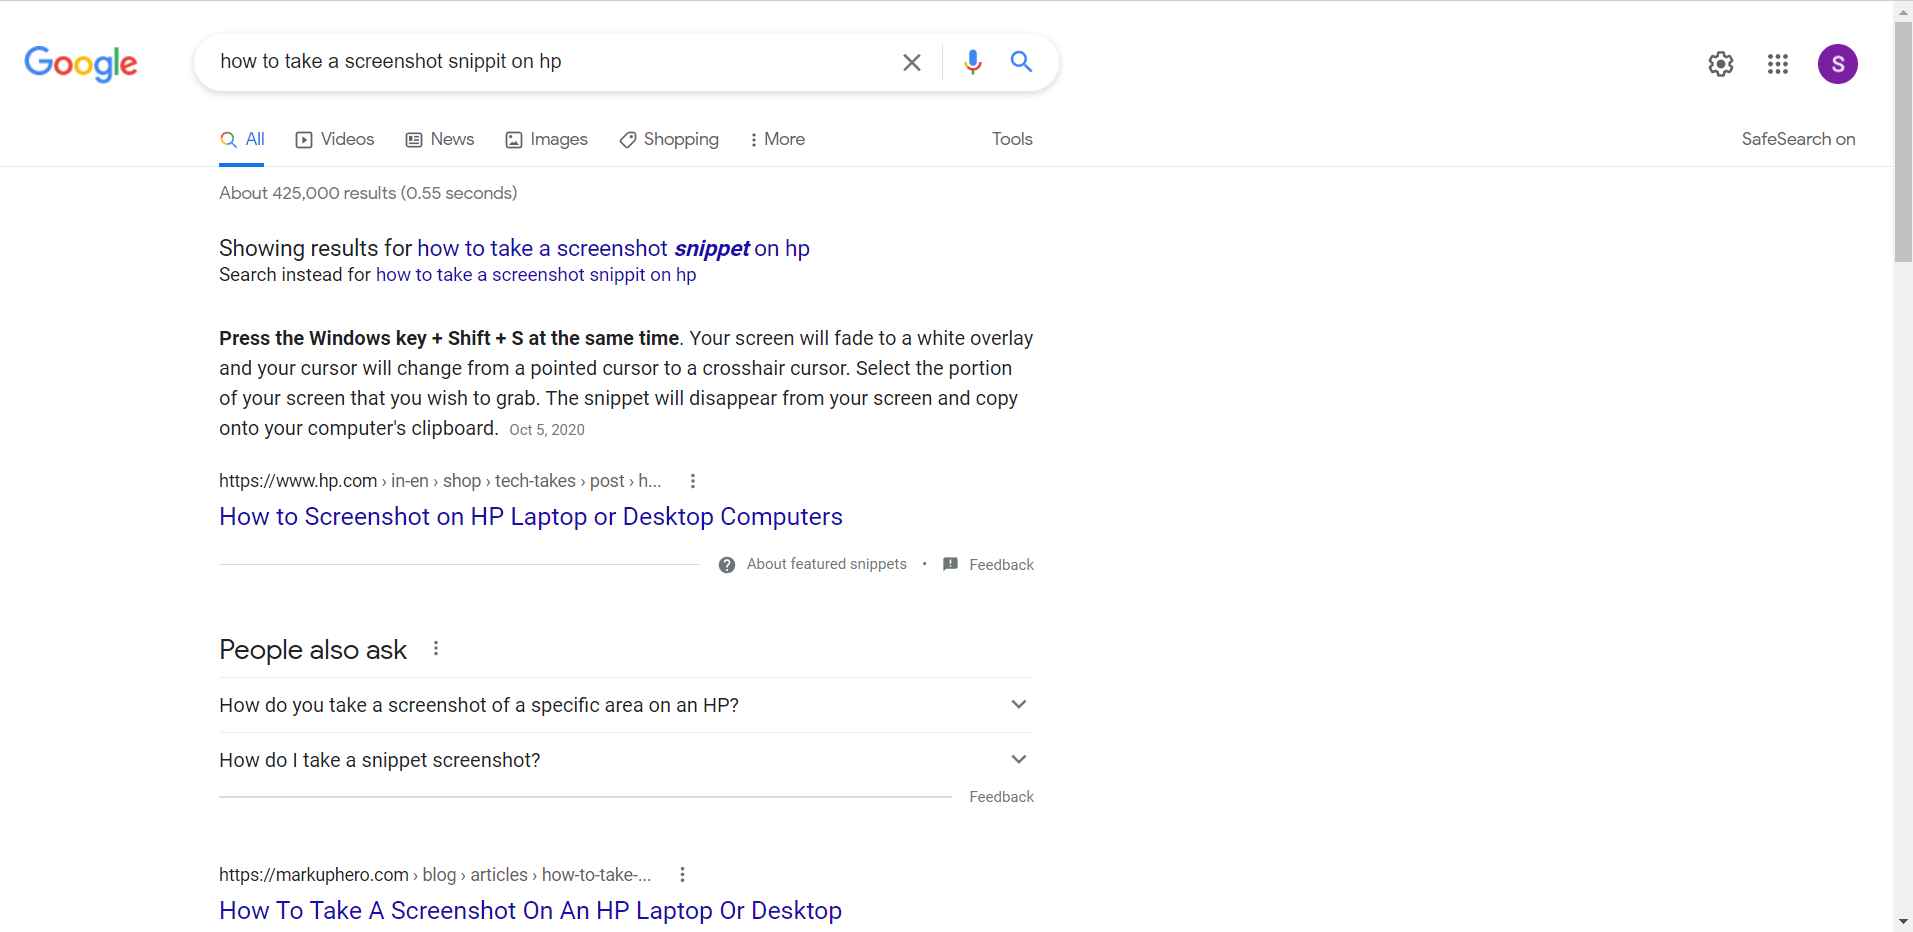 Google
how to take a screenshot snippit on hp
S
All Videos News Images Shopping More Tools SafeSearch on
About 425,000 results (0.55 seconds)
Showing results for how to take a screenshot snippet on hp
Search instead for how to take a screenshot snippit on hp
Press the Windows key + Shift + S at the same time. Your screen will fade to a white overlay
and your cursor will change from a pointed cursor to a crosshair cursor. Select the portion
of your screen that you wish to grab. The snippet will disappear from your screen and copy
onto your computer's clipboard. Oct 5, 2020
https://www.hp.com › in-en › shop › tech-takes › post › h...
How to Screenshot on HP Laptop or Desktop Computers
About featured snippets • Feedback
People also ask
How do you take a screenshot of a specific area on an HP?
How do I take a snippet screenshot?
Feedback
https://markuphero.com › blog › articles › how-to-take-...
How To Take A Screenshot On An HP Laptop Or Desktop